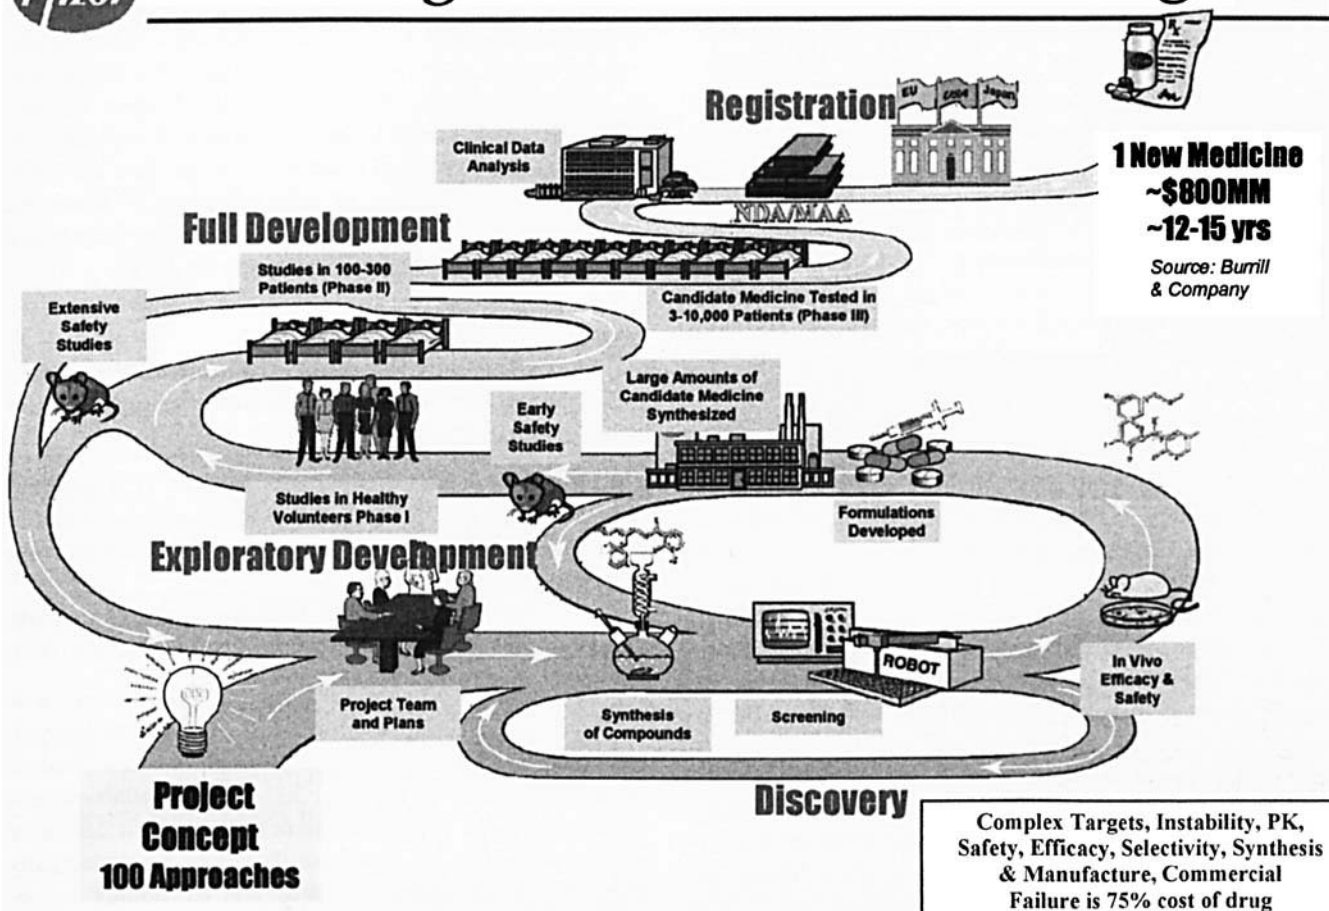 Registration
EU
USA
Japan
Clinical Data
Analysis
NDA/MAA
1 New Medicine
~$800MM
~12-15 yrs
Source: Burrill
& Company
Full Development
Studies in 100-300
Patients (Phase II)
Candidate Medicine Tested in
3-10,000 Patients (Phase III)
Extensive
Safety
Studies
Large Amounts of
Candidate Medicine
Synthesized
Early
Safety
Studies
Studies in Healthy
Volunteers Phase I
Formulations
Developed
Exploratory Development
ROBOT
In Vivo
Efficacy &
Safety
Project Team
and Plans
Synthesis
of Compounds
Screening
Project
Concept
100 Approaches
Discovery
Complex Targets, Instability, PK,
Safety, Efficacy, Selectivity, Synthesis
& Manufacture, Commercial
Failure is 75% cost of drug